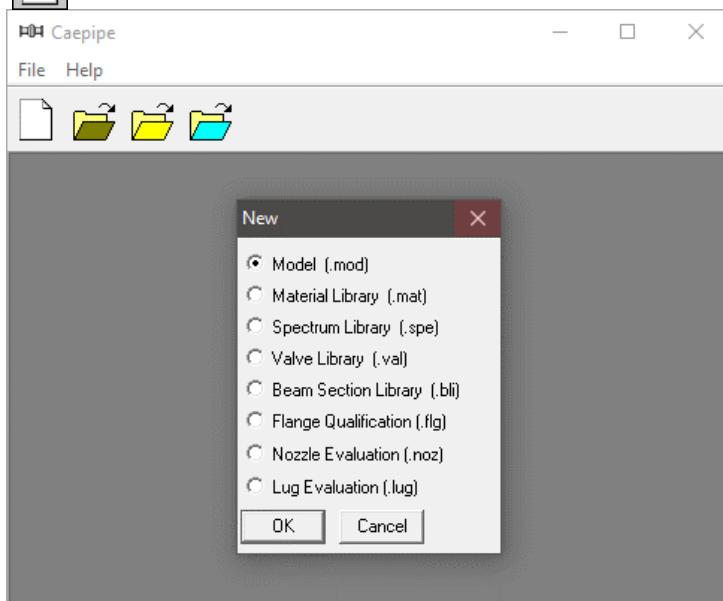 Caepipe
File Help
New
Model (.mod)
Material Library (.mat)
Spectrum Library (.spe)
Valve Library (.val)
Beam Section Library (.bli)
Flange Qualification (.flg)
Nozzle Evaluation (.noz)
Lug Evaluation (.lug)
OK Cancel